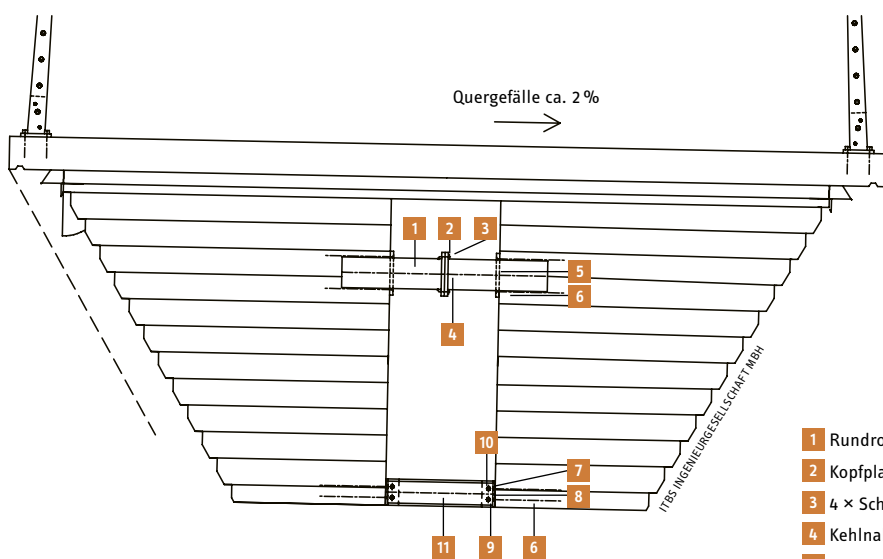 Quergefälle ca. 2 %
1 2 3
5
6
4
ITBS INGENIEURGESELLSCHAFT MBH
10
7
8
11 9 6
1 Rundro
2 Kopfpla
3 4 × Sch
4 Kehlna